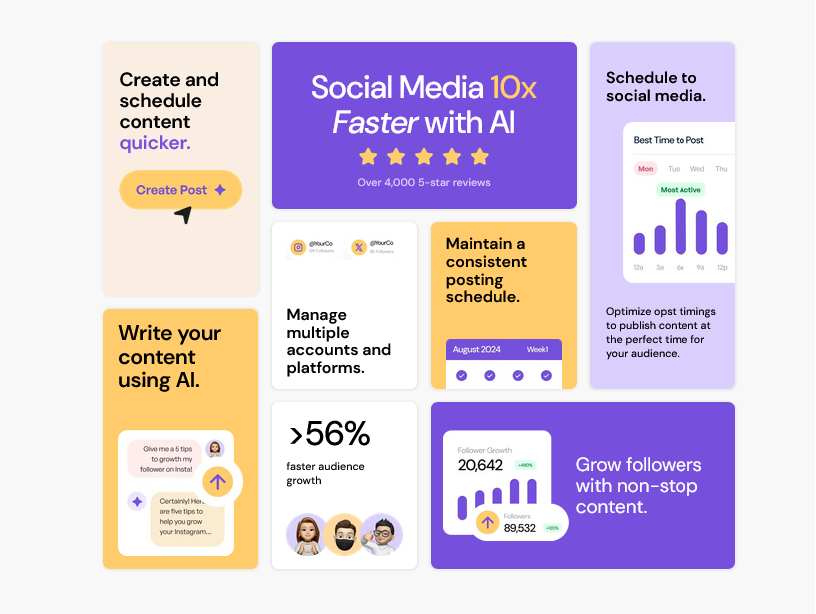 Create and
schedule
content
quicker.
Create Post
Social Media 10x
Faster with AI
Over 4,000 5-star reviews
Schedule to
social media.
Best Time to Post
Mon Tue Wed Thu
Most Active
12a 3a 6a 9a 12p
Optimize opst timings
to publish content at
the perfect time for
your audience.
@YourCo
Followers
@YourCo
Followers
Manage
multiple
accounts and
platforms.
Maintain a
consistent
posting
schedule.
August 2024 Week1
Write your
content
using AI.
Give me a 5 tips
to growth my
follower on Insta!
Certainly! Here
are five tips to
help you grow
your Instagram...
>56%
faster audience
growth
Follower Growth
20,642
Followers
89,532
Grow followers
with non-stop
content.